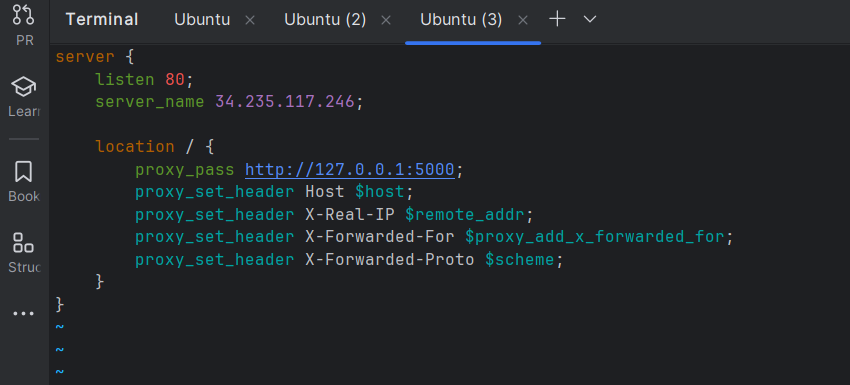 PR
Learn
Book
Struc
Terminal Ubuntu Ubuntu (2) Ubuntu (3)
server {
    listen 80;
    server_name 34.235.117.246;

    location / {
        proxy_pass http://127.0.0.1:5000;
        proxy_set_header Host $host;
        proxy_set_header X-Real-IP $remote_addr;
        proxy_set_header X-Forwarded-For $proxy_add_x_forwarded_for;
        proxy_set_header X-Forwarded-Proto $scheme;
    }
}
~
~
~